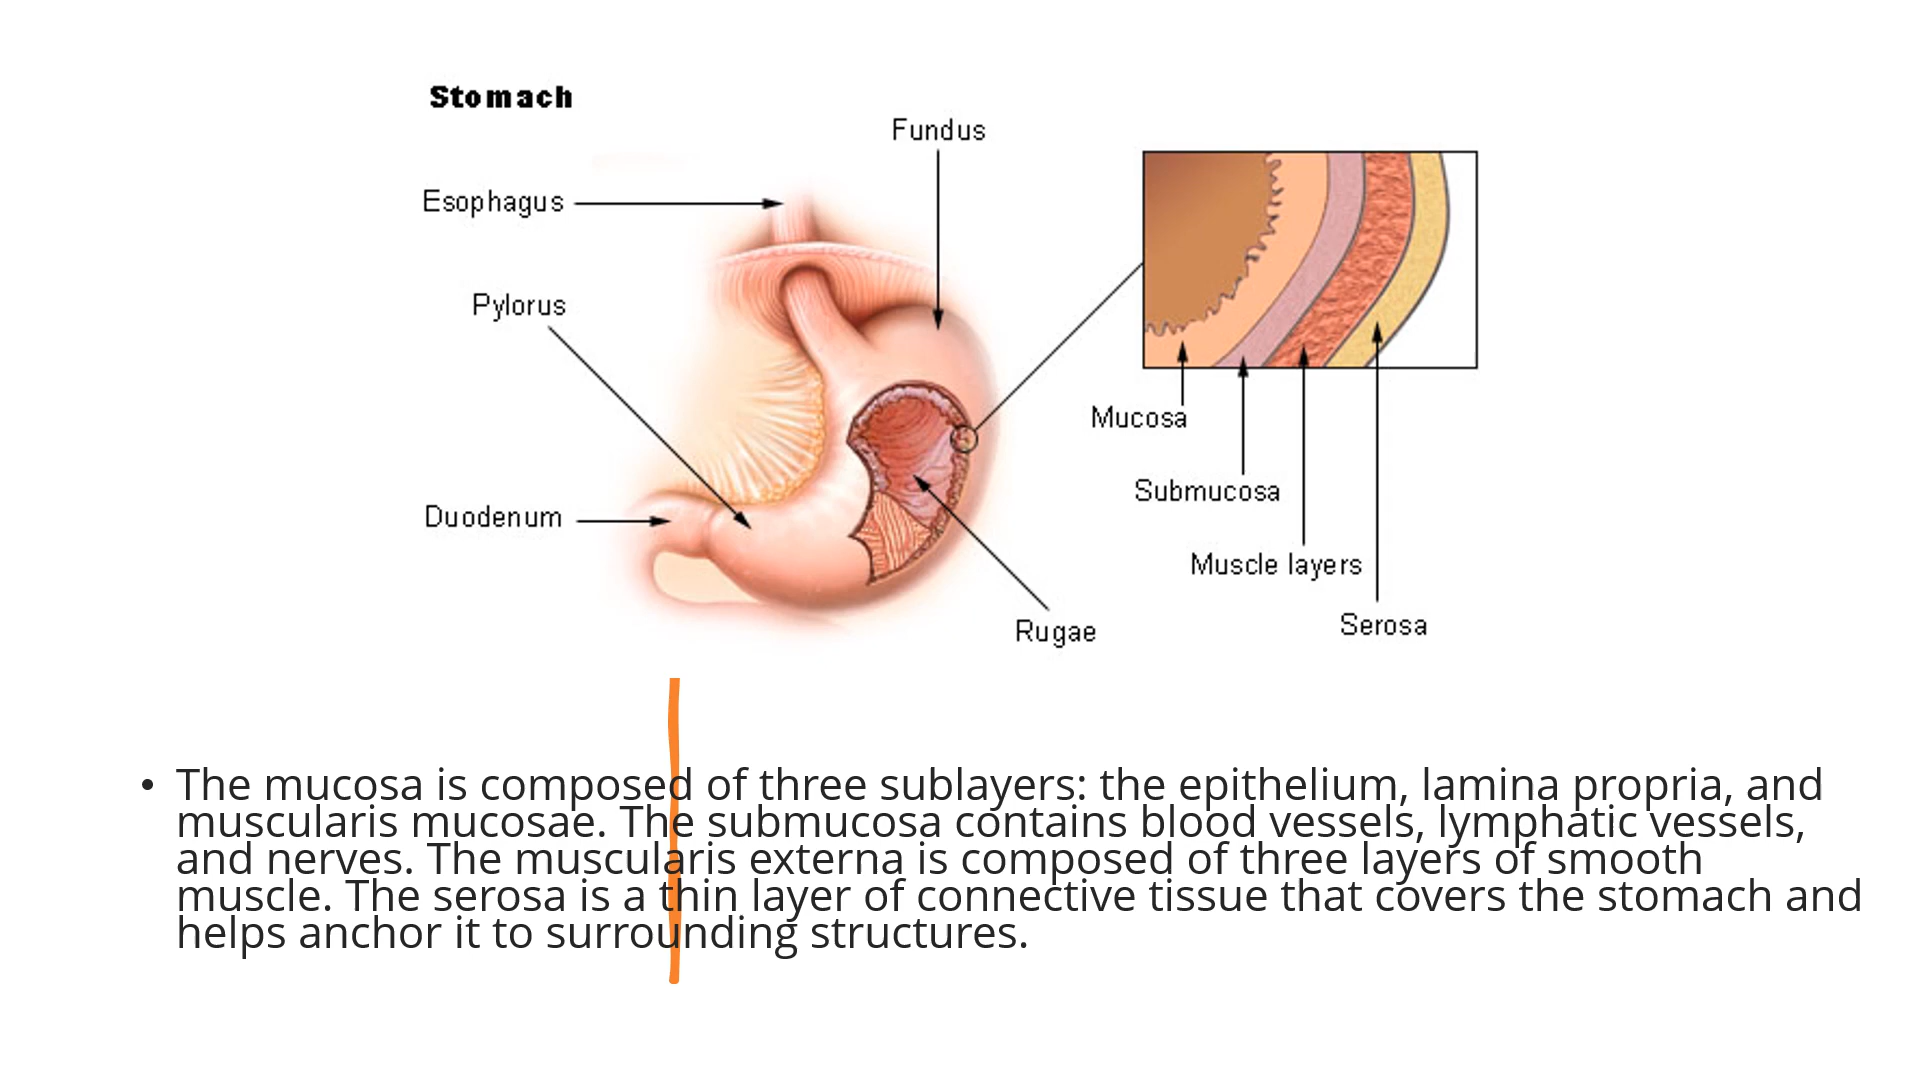 Stomach
Fundus
Esophagus
Pylorus
Mucosa
Submucosa
Duodenum
Muscle layers
Rugae
Serosa
• The mucosa is composed of three sublayers: the epithelium, lamina propria, and
muscularis mucosae. The submucosa contains blood vessels, lymphatic vessels,
and nerves. The muscularis externa is composed of three layers of smooth
muscle. The serosa is a thin layer of connective tissue that covers the stomach and
helps anchor it to surrounding structures.